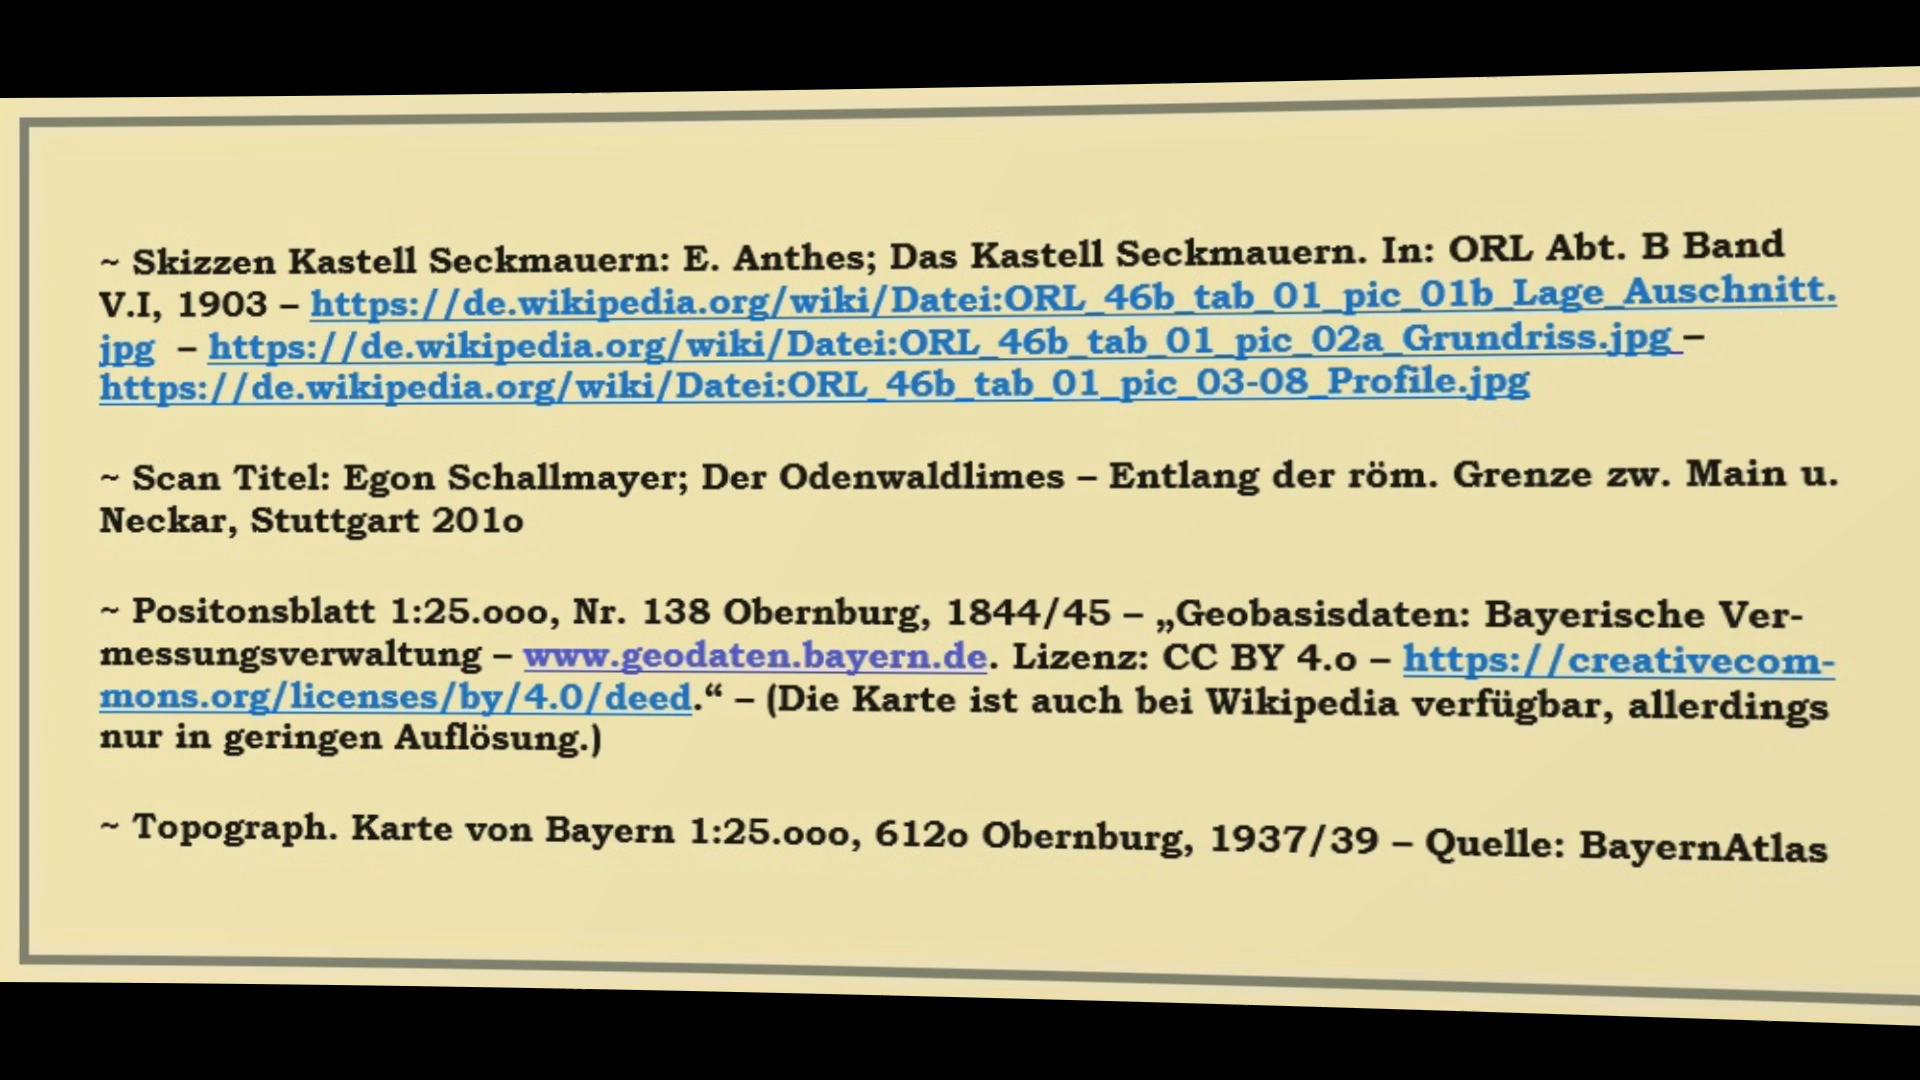 ~ Skizzen Kastell Seckmauern: E. Anthes; Das Kastell Seckmauern. In: ORL Abt. B Band
V.I, 1903 – https://de.wikipedia.org/wiki/Datei:ORL_46b_tab_01_pic_01b_Lage_Auschnitt.
jpg – https://de.wikipedia.org/wiki/Datei:ORL_46b_tab_01_pic_02a_Grundriss.jpg –
https://de.wikipedia.org/wiki/Datei:ORL_46b_tab_01_pic_03-08_Profile.jpg
~ Scan Titel: Egon Schallmayer; Der Odenwaldlimes – Entlang der röm. Grenze zw. Main u.
Neckar, Stuttgart 201o
~ Positonsblatt 1:25.ooo, Nr. 138 Obernburg, 1844/45 – „Geobasisdaten: Bayerische Ver-
messungsverwaltung – www.geodaten.bayern.de. Lizenz: CC BY 4.o – https://creativecom-
mons.org/licenses/by/4.0/deed.“ – (Die Karte ist auch bei Wikipedia verfügbar, allerdings
nur in geringen Auflösung.)
~ Topograph. Karte von Bayern 1:25.ooo, 612o Obernburg, 1937/39 – Quelle: BayernAtlas